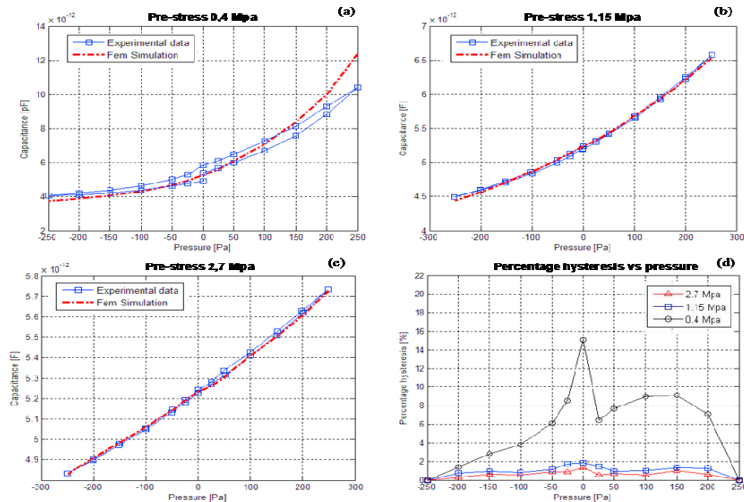 Pre-stress 0,4 Mpa
(a)
x 10⁻¹²
14
12
10
8
6
4
2
Capacitance [pF]
Experimental data
Fem Simulation
-250 -200 -150 -100 -50 0 50 100 150 200 250
Pressure [Pa]
Pre-stress 1,15 Mpa
(b)
x 10⁻¹²
7
6.5
6
5.5
5
4.5
4
Capacitance [F]
Experimental data
Fem Simulation
-300 -200 -100 0 100 200 300
Pressure [Pa]
Pre-stress 2,7 Mpa
(c)
x 10⁻¹²
5.8
5.7
5.6
5.5
5.4
5.3
5.2
5.1
5
4.9
Capacitance [F]
Experimental data
Fem Simulation
-300 -200 -100 0 100 200 300
Pressure [Pa]
Percentage hysteresis vs pressure
(d)
22
20
18
16
14
12
10
8
6
4
2
0
Percentage hysteresis [%]
2.7 Mpa
1.15 Mpa
0.4 Mpa
-250 -200 -150 -100 -50 0 50 100 150 200 250
Pressure [Pa]